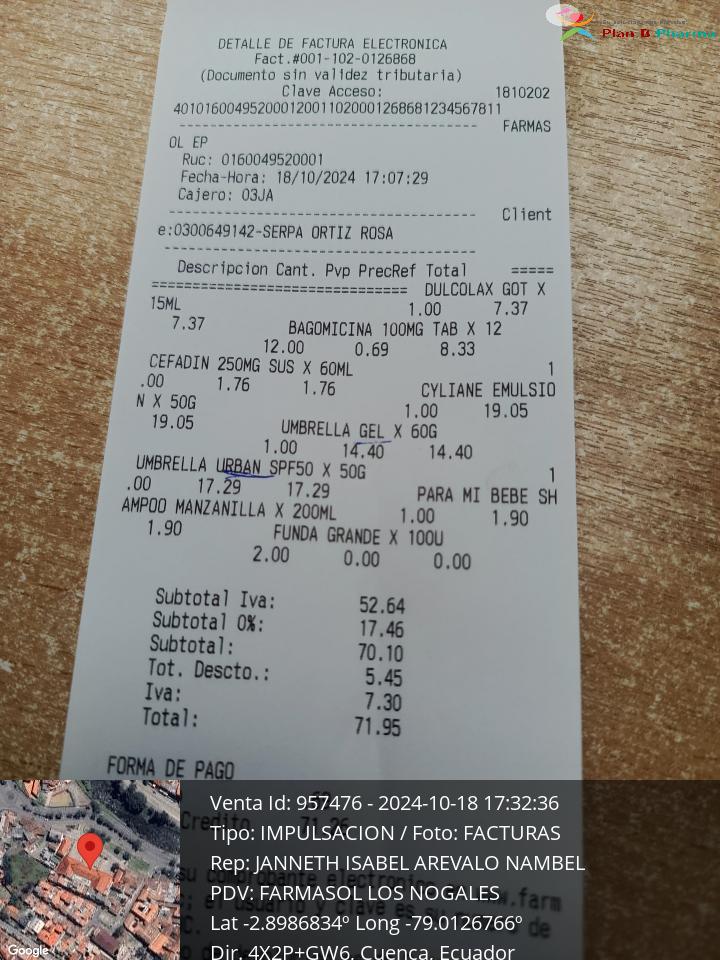 Plan B Pharma
DETALLE DE FACTURA ELECTRONICA
Fact.#001-102-0126868
(Documento sin validez tributaria)
Clave Acceso: 1810202
401016004952000120011020001268681234567811
------------------------------------ FARMAS
OL EP
Ruc: 0160049520001
Fecha-Hora: 18/10/2024 17:07:29
Cajero: 03JA
------------------------------------ Client
e:0300649142-SERPA ORTIZ ROSA
------------------------------------
Descripcion Cant. Pvp PrecRef Total =====
=============================== DULCOLAX GOT X
15ML 1.00 7.37
7.37 BAGOMICINA 100MG TAB X 12
12.00 0.69 8.33
CEFADIN 250MG SUS X 60ML 1
.00 1.76 1.76 CYLIANE EMULSIO
N X 50G 1.00 19.05
19.05 UMBRELLA GEL X 60G
1.00 14.40 14.40
UMBRELLA URBAN SPF50 X 50G 1
.00 17.29 17.29 PARA MI BEBE SH
AMPOO MANZANILLA X 200ML 1.00 1.90
1.90 FUNDA GRANDE X 100U
2.00 0.00 0.00
Subtotal Iva: 52.64
Subtotal 0%: 17.46
Subtotal: 70.10
Tot. Descto.: 5.45
Iva: 7.30
Total: 71.95
FORMA DE PAGO
Venta Id: 957476 - 2024-10-18 17:32:36
Tipo: IMPULSACION / Foto: FACTURAS
Rep: JANNETH ISABEL AREVALO NAMBEL
PDV: FARMASOL LOS NOGALES
Lat -2.8986834º Long -79.0126766º
Dir. 4X2P+GW6, Cuenca, Ecuador
Google